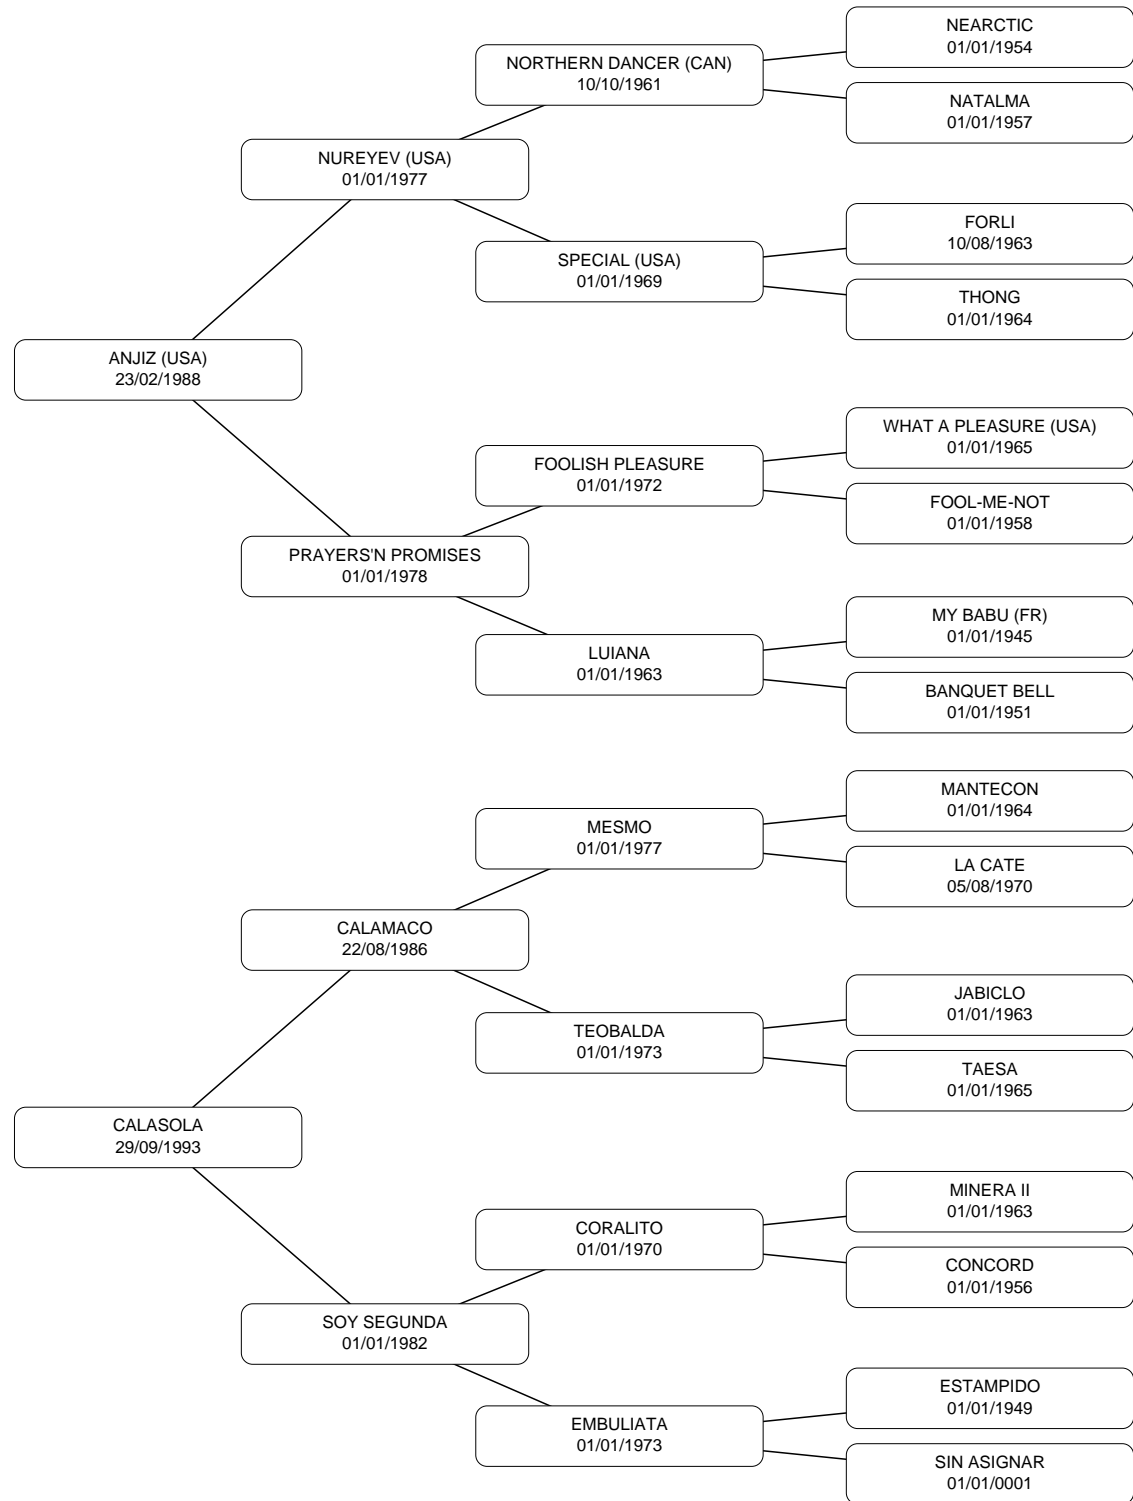 NEARCTIC
01/01/1954
NORTHERN DANCER (CAN)
10/10/1961
NATALMA
01/01/1957
NUREYEV (USA)
01/01/1977
FORLI
10/08/1963
SPECIAL (USA)
01/01/1969
THONG
01/01/1964
ANJIZ (USA)
23/02/1988
WHAT A PLEASURE (USA)
01/01/1965
FOOLISH PLEASURE
01/01/1972
FOOL-ME-NOT
01/01/1958
PRAYERS'N PROMISES
01/01/1978
MY BABU (FR)
01/01/1945
LUIANA
01/01/1963
BANQUET BELL
01/01/1951
MANTECON
01/01/1964
MESMO
01/01/1977
LA CATE
05/08/1970
CALAMACO
22/08/1986
JABICLO
01/01/1963
TEOBALDA
01/01/1973
TAESA
01/01/1965
CALASOLA
29/09/1993
MINERA II
01/01/1963
CORALITO
01/01/1970
CONCORD
01/01/1956
SOY SEGUNDA
01/01/1982
ESTAMPIDO
01/01/1949
EMBULIATA
01/01/1973
SIN ASIGNAR
01/01/0001